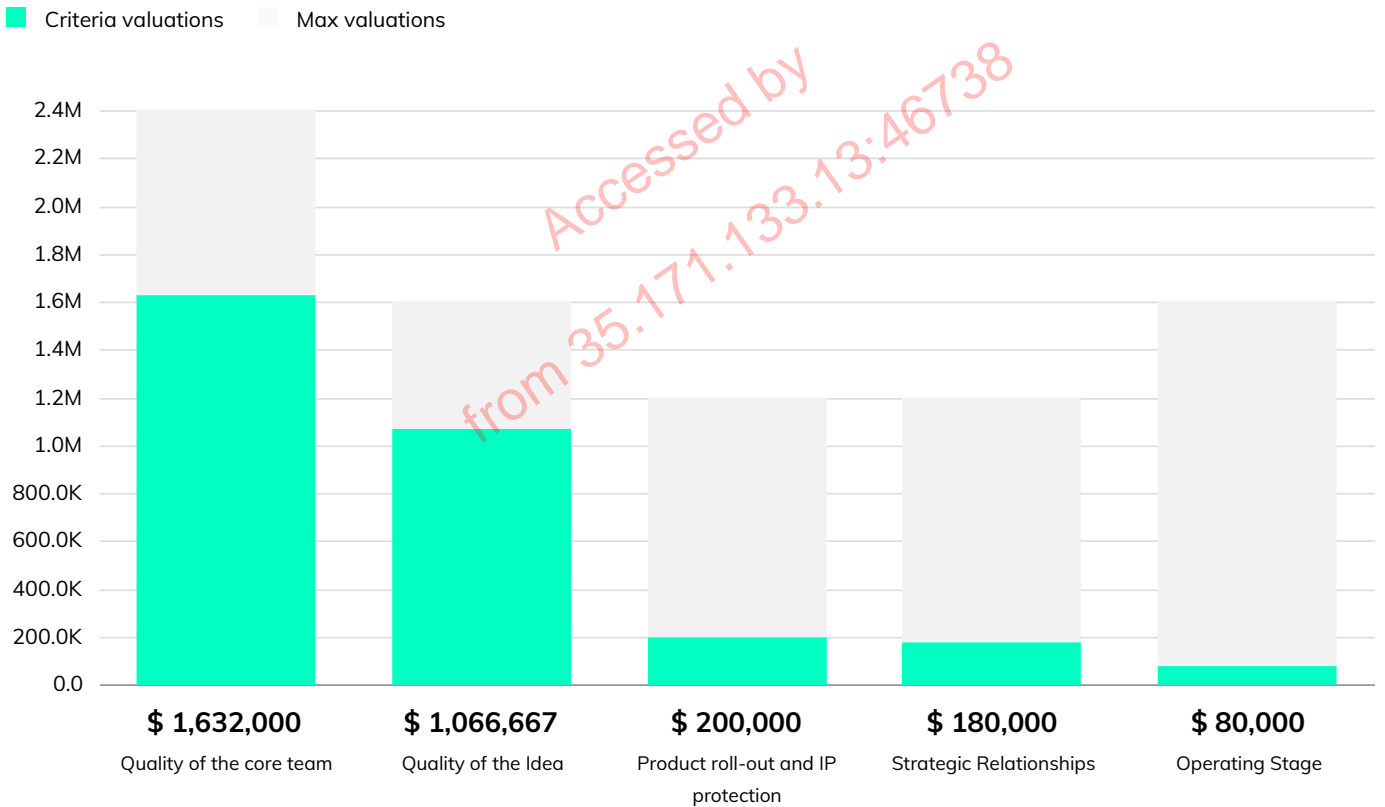 Criteria valuations Max valuations
Accessed by
from 35.171.133.13:46738
2.4M
2.2M
2.0M
1.8M
1.6M
1.4M
1.2M
1.0M
800.0K
600.0K
400.0K
200.0K
0.0
$ 1,632,000 $ 1,066,667 $ 200,000 $ 180,000 $ 80,000
Quality of the core team Quality of the Idea Product roll-out and IP Strategic Relationships Operating Stage
protection